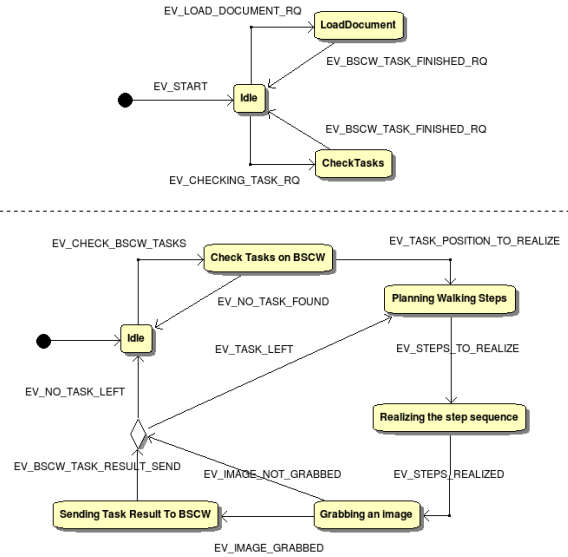 EV_LOAD_DOCUMENT_RQ
LoadDocument
EV_BSCW_TASK_FINISHED_RQ
EV_START
Idle
EV_BSCW_TASK_FINISHED_RQ
CheckTasks
EV_CHECKING_TASK_RQ
EV_CHECK_BSCW_TASKS
EV_TASK_POSITION_TO_REALIZE
Check Tasks on BSCW
Planning Walking Steps
EV_NO_TASK_FOUND
Idle
EV_TASK_LEFT
EV_STEPS_TO_REALIZE
EV_NO_TASK_LEFT
Realizing the step sequence
EV_BSCW_TASK_RESULT_SEND
EV_IMAGE_NOT_GRABBED
EV_STEPS_REALIZED
Sending Task Result To BSCW
Grabbing an image
EV_IMAGE_GRABBED